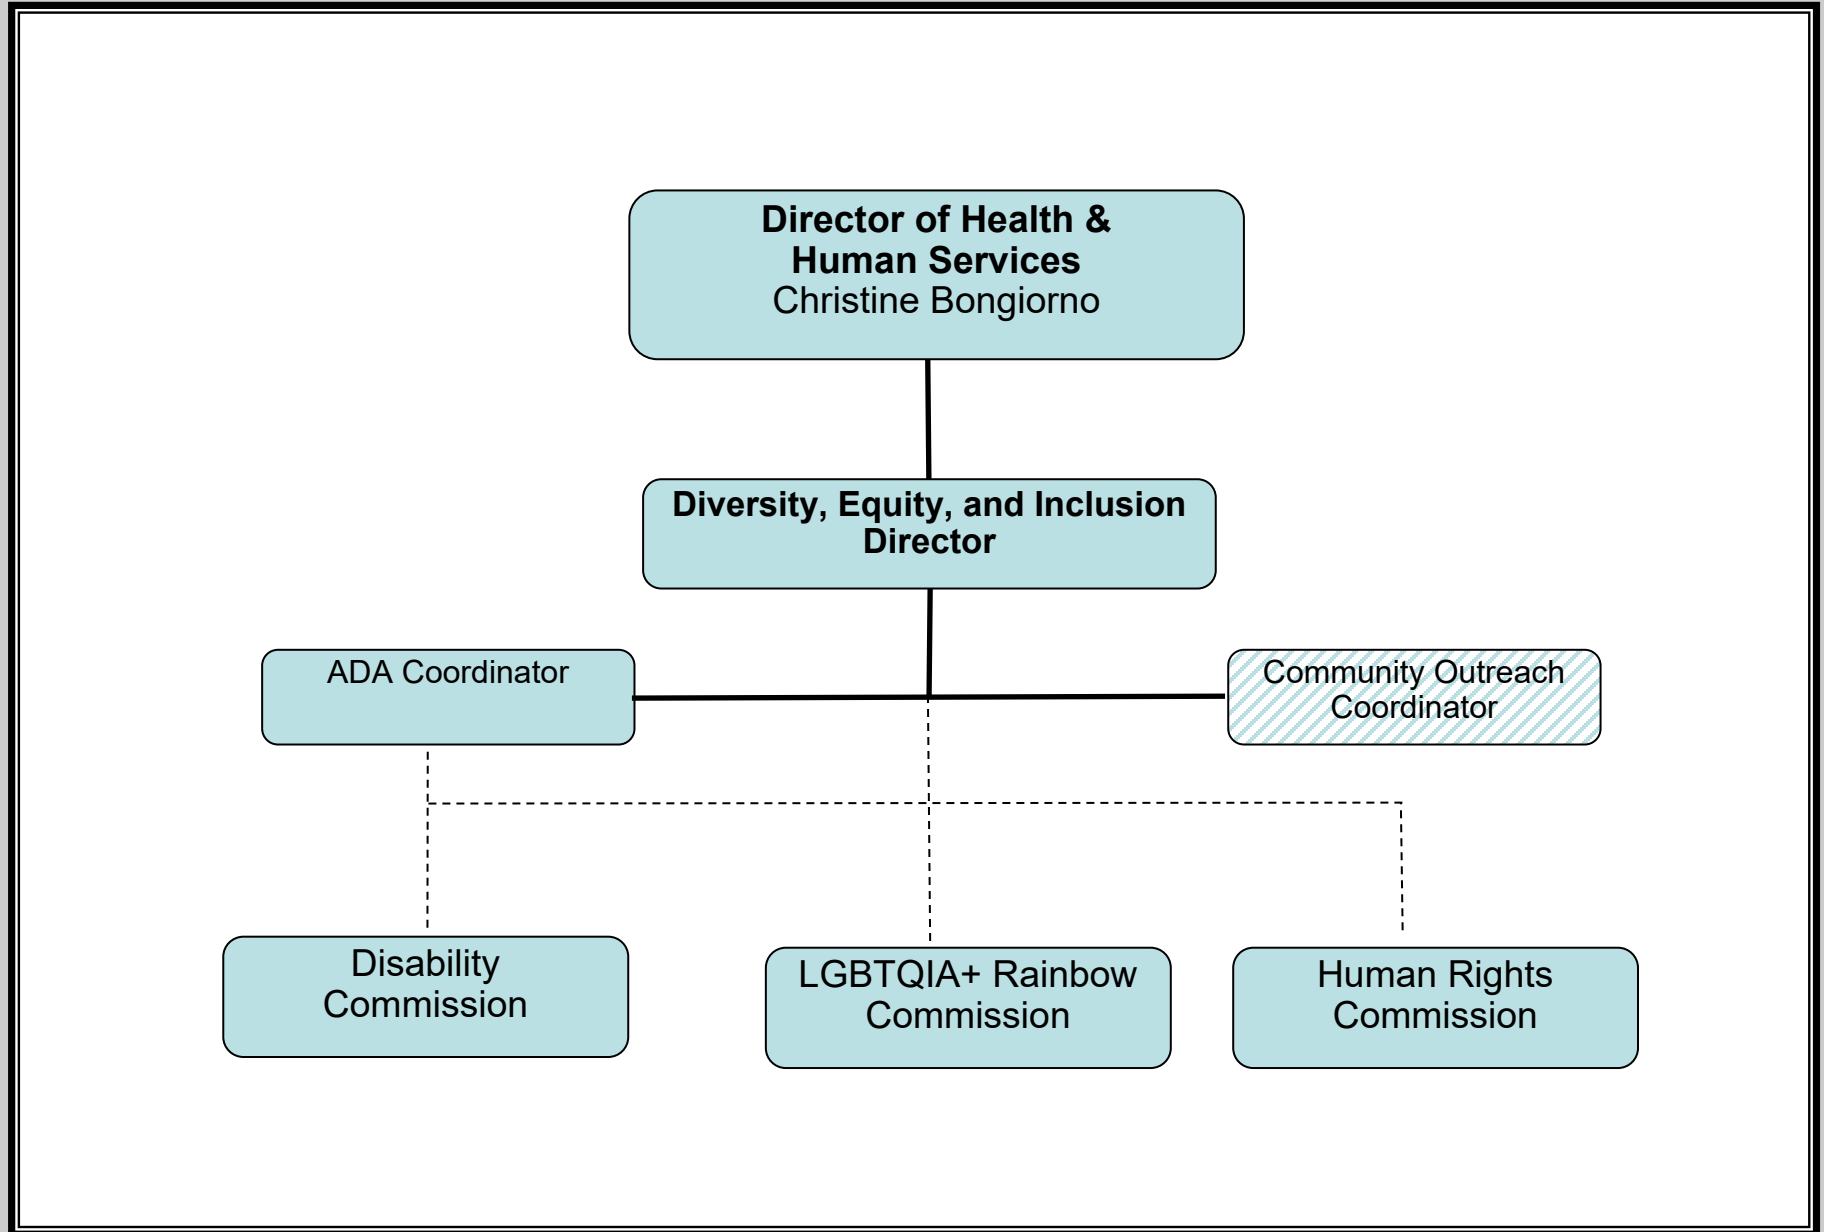 Director of Health &
Human Services
Christine Bongiorno
Diversity, Equity, and Inclusion
Director
ADA Coordinator
Community Outreach
Coordinator
Disability
Commission
LGBTQIA+ Rainbow
Commission
Human Rights
Commission